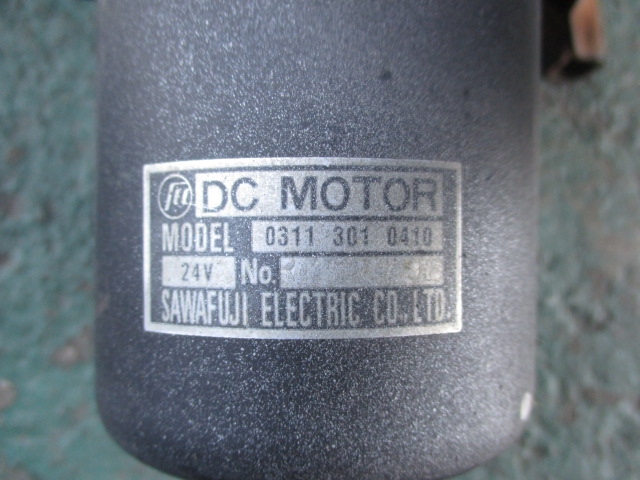 DC MOTOR
MODEL 0311 301 0410
24V No.
SAWAFUJI ELECTRIC CO., LTD.